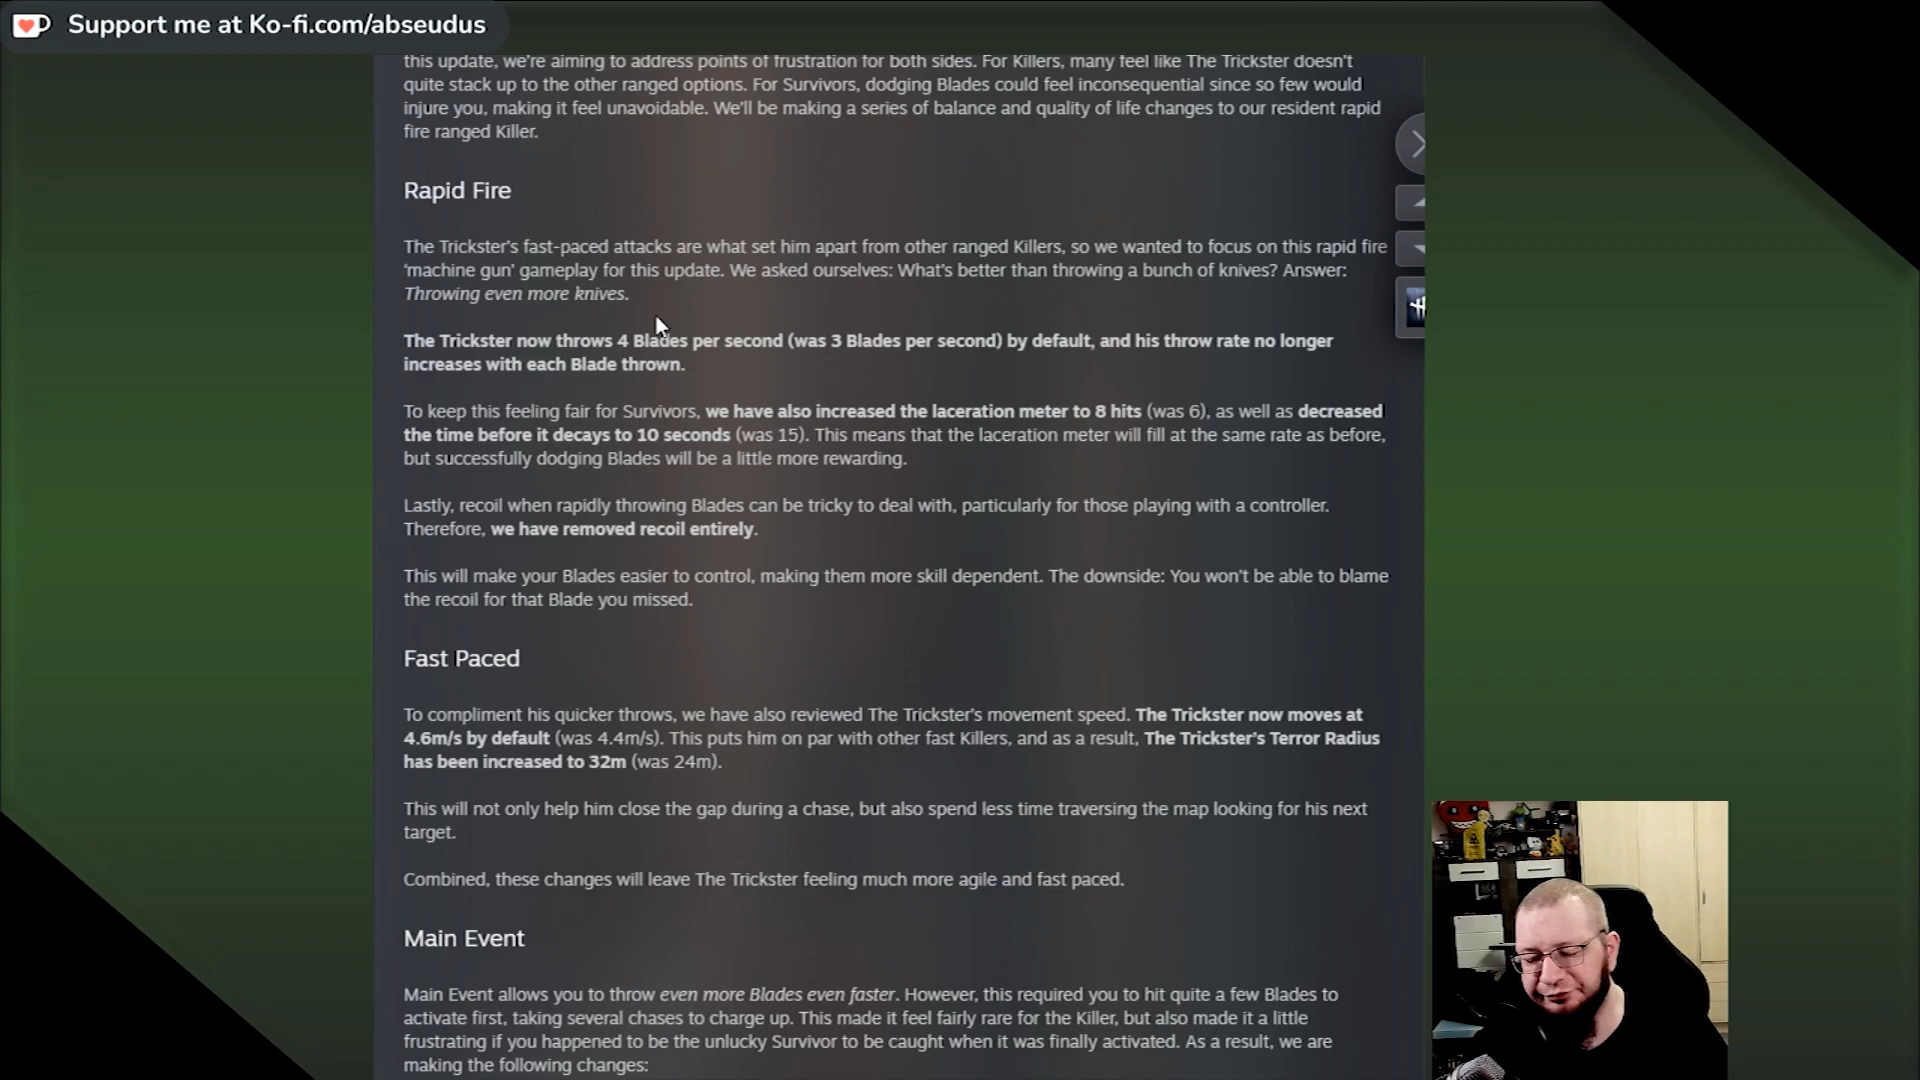 Support me at Ko-fi.com/abseudus
this update, we're aiming to address points of frustration for both sides. For Killers, many feel like The Trickster doesn't
quite stack up to the other ranged options. For Survivors, dodging Blades could feel inconsequential since so few would
injure you, making it feel unavoidable. We'll be making a series of balance and quality of life changes to our resident rapid
fire ranged Killer.
Rapid Fire
The Trickster's fast-paced attacks are what set him apart from other ranged Killers, so we wanted to focus on this rapid fire
'machine gun' gameplay for this update. We asked ourselves: What's better than throwing a bunch of knives? Answer:
Throwing even more knives.
The Trickster now throws 4 Blades per second (was 3 Blades per second) by default, and his throw rate no longer
increases with each Blade thrown.
To keep this feeling fair for Survivors, we have also increased the laceration meter to 8 hits (was 6), as well as decreased
the time before it decays to 10 seconds (was 15). This means that the laceration meter will fill at the same rate as before,
but successfully dodging Blades will be a little more rewarding.
Lastly, recoil when rapidly throwing Blades can be tricky to deal with, particularly for those playing with a controller.
Therefore, we have removed recoil entirely.
This will make your Blades easier to control, making them more skill dependent. The downside: You won't be able to blame
the recoil for that Blade you missed.
Fast Paced
To compliment his quicker throws, we have also reviewed The Trickster's movement speed. The Trickster now moves at
4.6m/s by default (was 4.4m/s). This puts him on par with other fast Killers, and as a result, The Trickster's Terror Radius
has been increased to 32m (was 24m).
This will not only help him close the gap during a chase, but also spend less time traversing the map looking for his next
target.
Combined, these changes will leave The Trickster feeling much more agile and fast paced.
Main Event
Main Event allows you to throw even more Blades even faster. However, this required you to hit quite a few Blades to
activate first, taking several chases to charge up. This made it feel fairly rare for the Killer, but also made it a little
frustrating if you happened to be the unlucky Survivor to be caught when it was finally activated. As a result, we are
making the following changes: